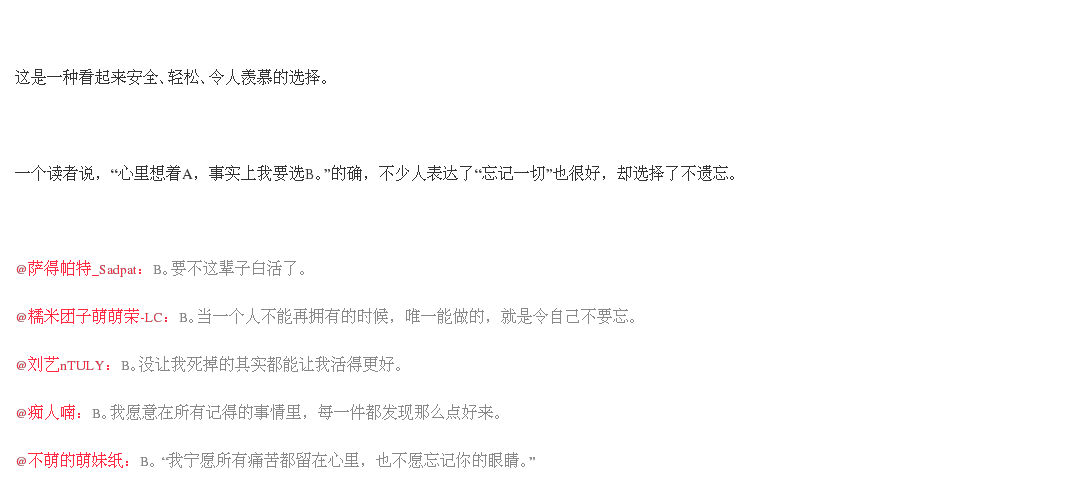 这是一种看起来安全、轻松、令人羡慕的选择。
一个读者说，“心里想着A，事实上我要选B。”的确，不少人表达了“忘记一切”也很好，却选择了不遗忘。
@萨得帕特_Sadpat：B。要不这辈子白活了。
@糯米团子萌萌荣-LC：B。当一个人不能再拥有的时候，唯一能做的，就是令自己不要忘。
@刘艺nTULY：B。没让我死掉的其实都能让我活得更好。
@痴人喃：B。我愿意在所有记得的事情里，每一件都发现那么点好来。
@不萌的萌妹纸：B。“我宁愿所有痛苦都留在心里，也不愿忘记你的眼睛。”